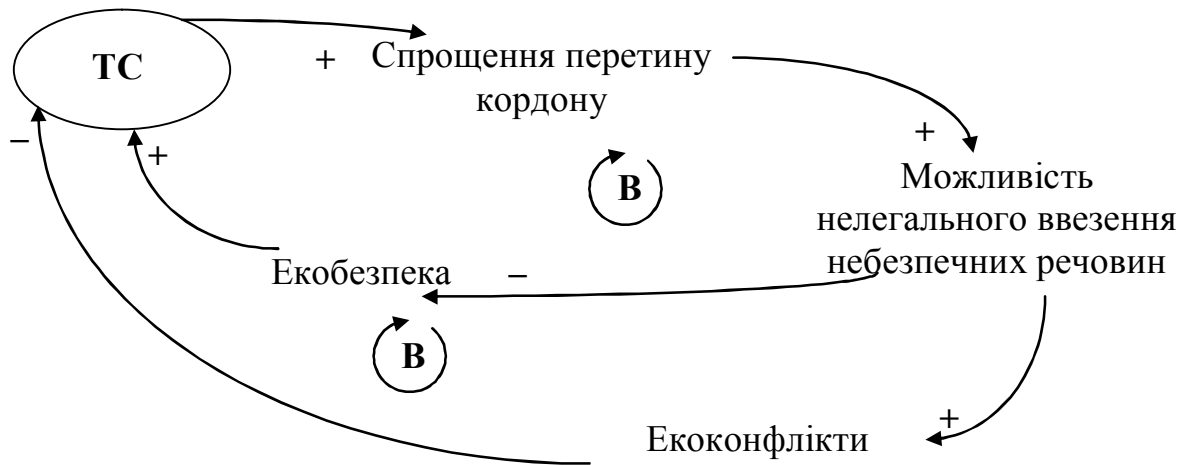 ТС
+ Спрощення перетину
кордону
+
–
+
В
Можливість
нелегального ввезення
небезпечних речовин
Екобезпека –
В
+
Екоконфлікти